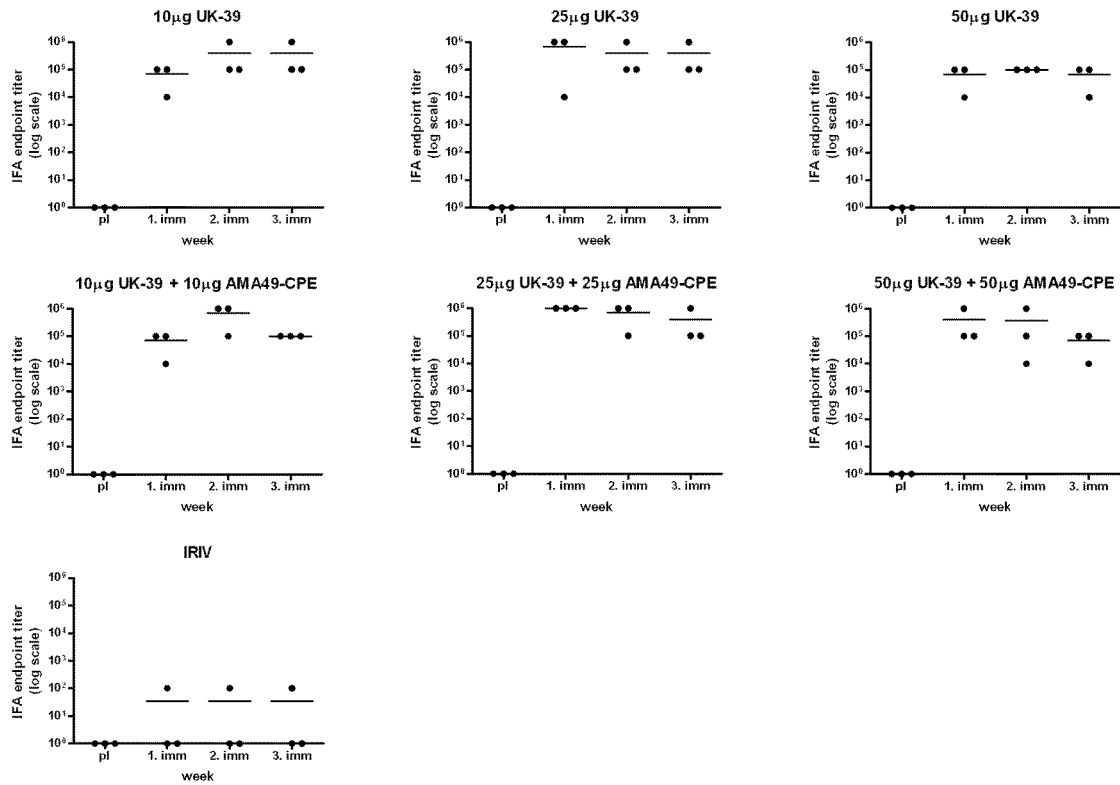 10µg UK-39
IFA endpoint titer
(log scale)
10⁶
10⁵
10⁴
10³
10²
10¹
10⁰
pI
1. imm
2. imm
3. imm
week
25µg UK-39
IFA endpoint titer
(log scale)
10⁶
10⁵
10⁴
10³
10²
10¹
10⁰
pI
1. imm
2. imm
3. imm
week
50µg UK-39
IFA endpoint titer
(log scale)
10⁶
10⁵
10⁴
10³
10²
10¹
10⁰
pI
1. imm
2. imm
3. imm
week
10µg UK-39 + 10µg AMA49-CPE
IFA endpoint titer
(log scale)
10⁶
10⁵
10⁴
10³
10²
10¹
10⁰
pI
1. imm
2. imm
3. imm
week
25µg UK-39 + 25µg AMA49-CPE
IFA endpoint titer
(log scale)
10⁶
10⁵
10⁴
10³
10²
10¹
10⁰
pI
1. imm
2. imm
3. imm
week
50µg UK-39 + 50µg AMA49-CPE
IFA endpoint titer
(log scale)
10⁶
10⁵
10⁴
10³
10²
10¹
10⁰
pI
1. imm
2. imm
3. imm
week
IRIV
IFA endpoint titer
(log scale)
10⁶
10⁵
10⁴
10³
10²
10¹
10⁰
pI
1. imm
2. imm
3. imm
week